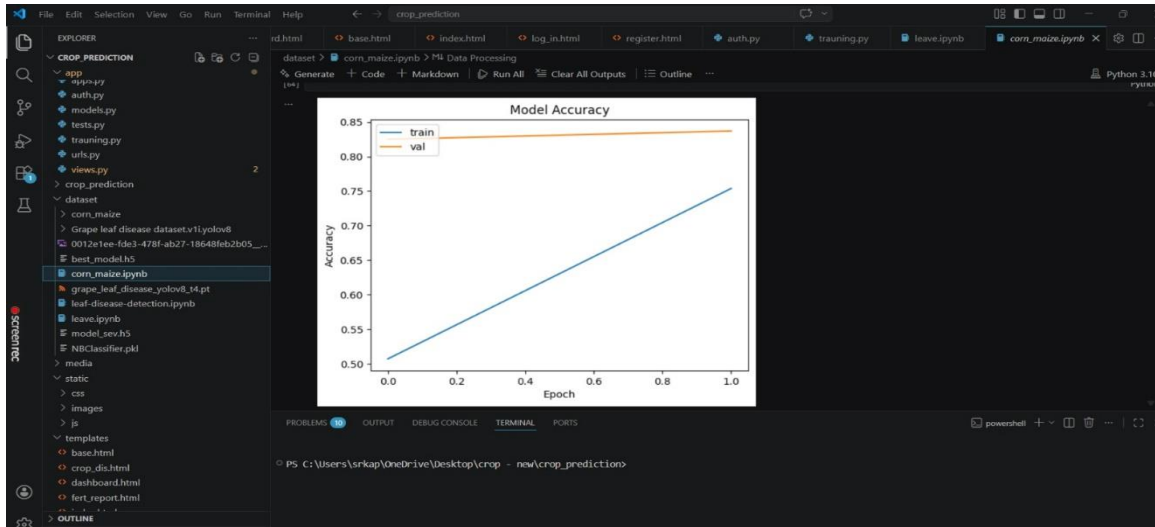 File Edit Selection View Go Run Terminal Help
crop_prediction
EXPLORER
rd.html base.html index.html log_in.html register.html auth.py trauning.py leave.ipynb corn_maize.ipynb
CROP_PREDICTION
dataset > corn_maize.ipynb > M↓ Data Processing
Generate + Code + Markdown Run All Clear All Outputs Outline ...
Python 3.1
app
apps.py
auth.py
models.py
tests.py
trauning.py
urls.py
views.py 2
crop_prediction
dataset
corn_maize
Grape leaf disease dataset.v1i.yolov8
0012e1ee-fde3-478f-ab27-18648feb2b05__...
best_model.h5
corn_maize.ipynb
grape_leaf_disease_yolov8_t4.pt
leaf-disease-detection.ipynb
leave.ipynb
model_sev.h5
NBClassifier.pkl
media
static
css
images
js
templates
base.html
crop_dis.html
dashboard.html
fert_report.html
OUTLINE
screenrec
Model Accuracy
train
val
0.85
0.80
0.75
0.70
0.65
0.60
0.55
0.50
Accuracy
0.0 0.2 0.4 0.6 0.8 1.0
Epoch
PROBLEMS 10 OUTPUT DEBUG CONSOLE TERMINAL PORTS
powershell
PS C:\Users\srkap\OneDrive\Desktop\crop - new\crop_prediction>